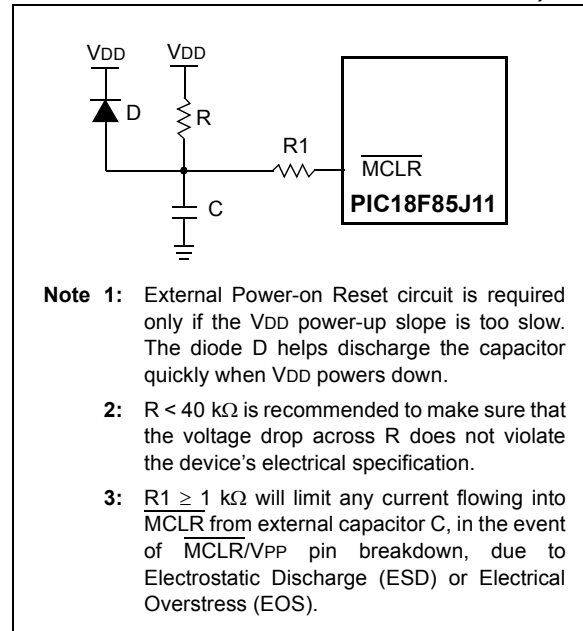 VDD VDD
D
R
R1
MCLR
C
PIC18F85J11
Note 1: External Power-on Reset circuit is required
only if the VDD power-up slope is too slow.
The diode D helps discharge the capacitor
quickly when VDD powers down.
2: R < 40 kΩ is recommended to make sure that
the voltage drop across R does not violate
the device's electrical specification.
3: R1 ≥ 1 kΩ will limit any current flowing into
MCLR from external capacitor C, in the event
of MCLR/VPP pin breakdown, due to
Electrostatic Discharge (ESD) or Electrical
Overstress (EOS).